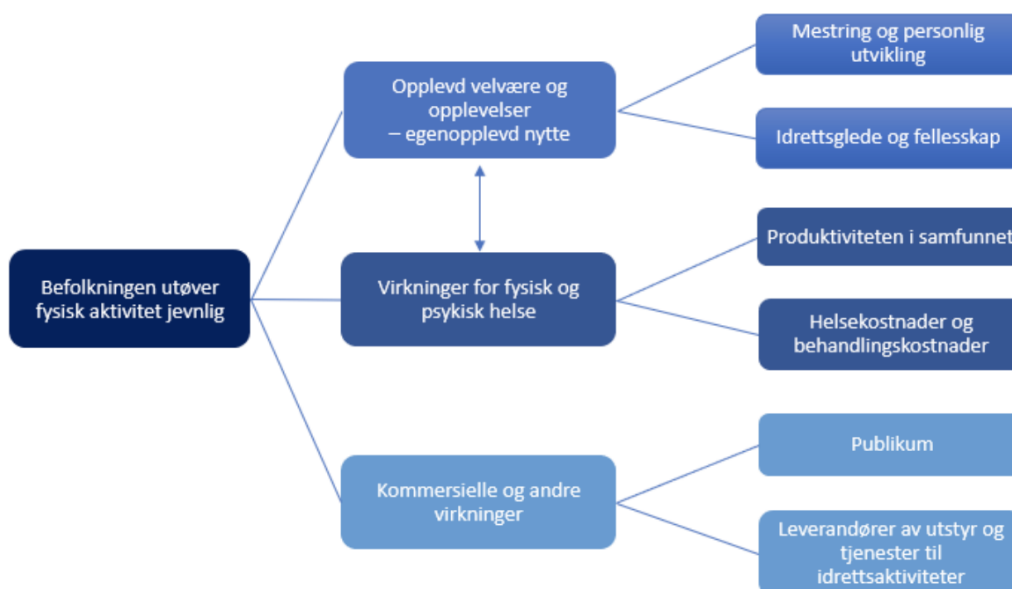 Befolkningen utøver
fysisk aktivitet jevnlig
Opplevd velvære og
opplevelser
– egenopplevd nytte
Mestring og personlig
utvikling
Idrettsglede og fellesskap
Virkninger for fysisk og
psykisk helse
Produktiviteten i samfunnet
Helsekostnader og
behandlingskostnader
Kommersielle og andre
virkninger
Publikum
Leverandører av utstyr og
tjenester til
idrettsaktiviteter